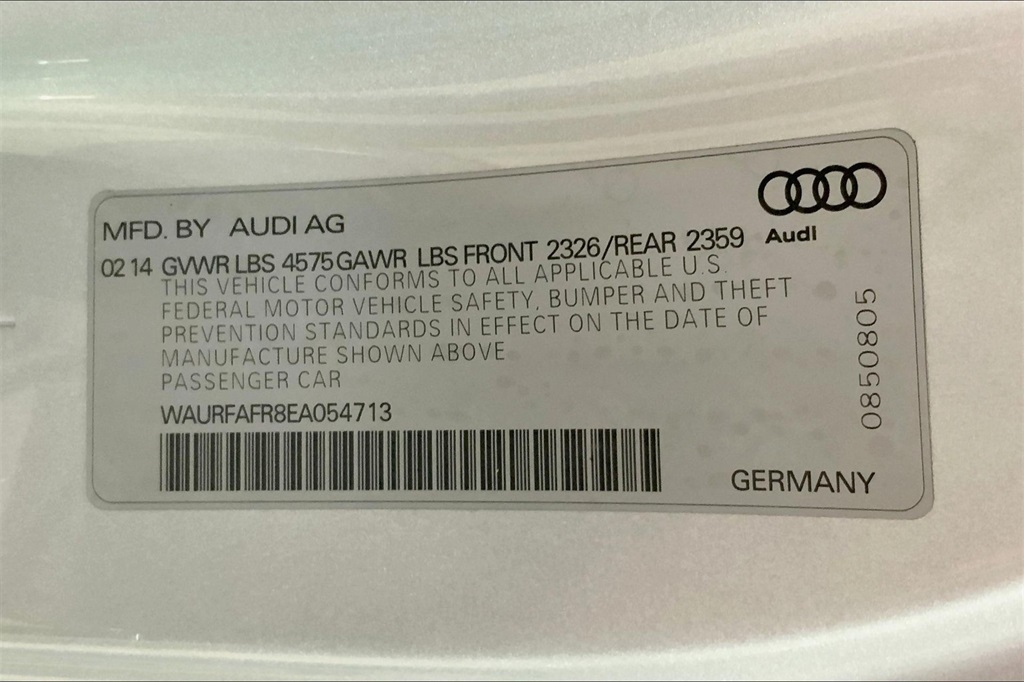 MFD. BY AUDI AG
Audi
02 14 GVWR LBS 4575 GAWR LBS FRONT 2326/REAR 2359
THIS VEHICLE CONFORMS TO ALL APPLICABLE U.S.
FEDERAL MOTOR VEHICLE SAFETY, BUMPER AND THEFT
PREVENTION STANDARDS IN EFFECT ON THE DATE OF
MANUFACTURE SHOWN ABOVE
PASSENGER CAR
WAURFAFR8EA054713
GERMANY
0850805